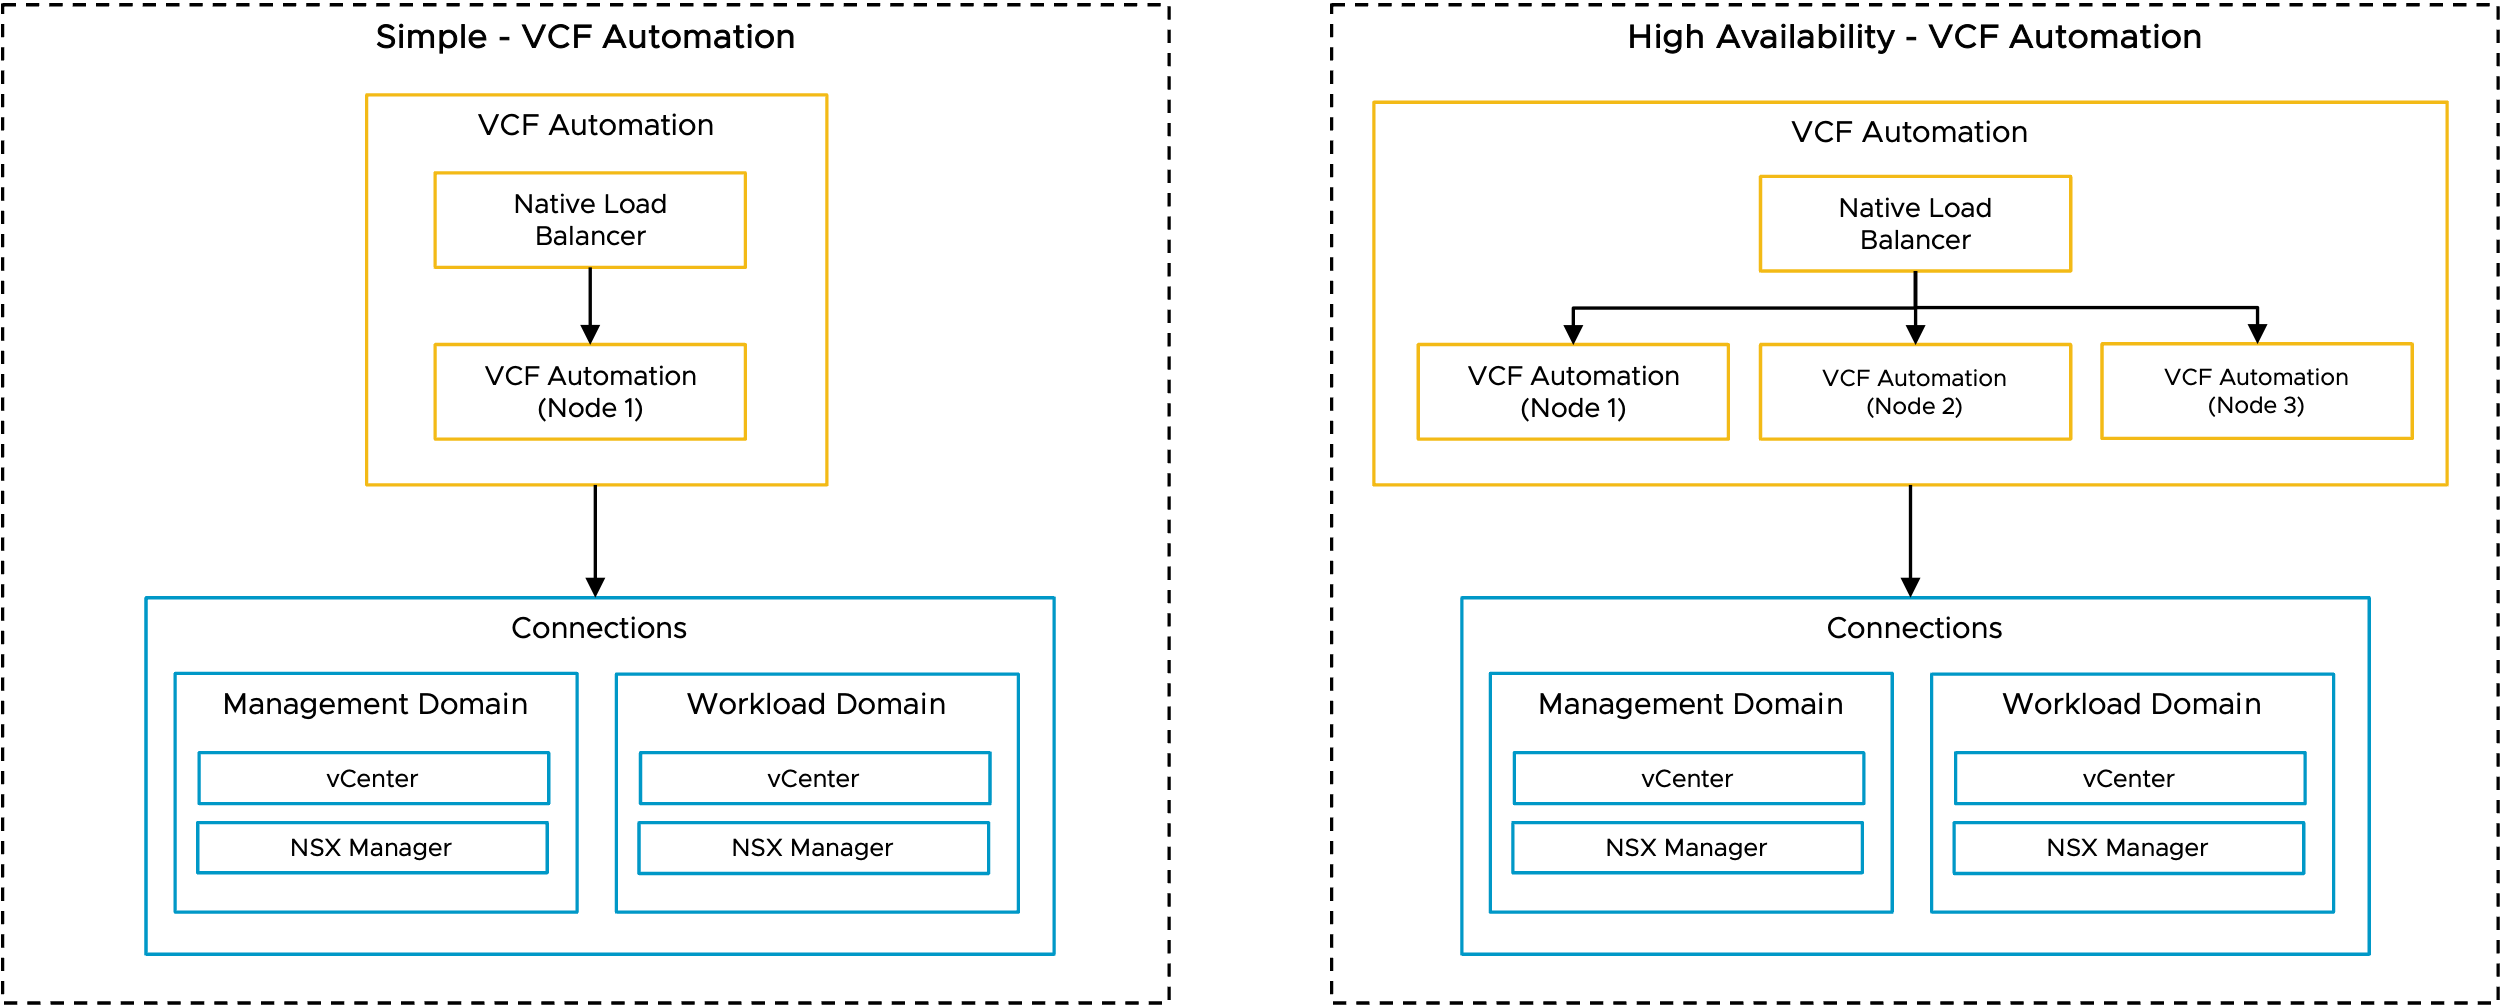 Simple - VCF Automation
VCF Automation
Native Load
Balancer
VCF Automation
(Node 1)
Connections
Management Domain
vCenter
NSX Manager
Workload Domain
vCenter
NSX Manager
High Availability - VCF Automation
VCF Automation
Native Load
Balancer
VCF Automation
(Node 1)
VCF Automation
(Node 2)
VCF Automation
(Node 3)
Connections
Management Domain
vCenter
NSX Manager
Workload Domain
vCenter
NSX Manager